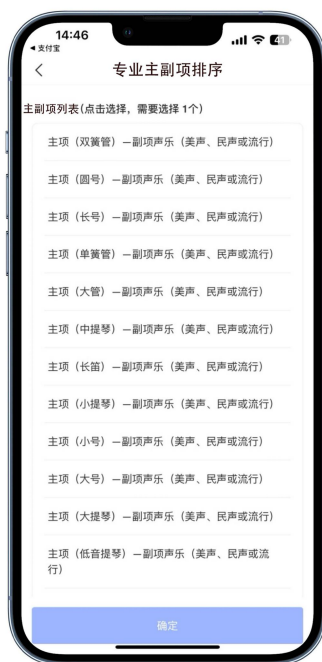 14:46
41
◀ 支付宝
专业主副项排序
主副项列表(点击选择，需要选择 1个)
主项（双簧管）—副项声乐（美声、民声或流行）
主项（圆号）—副项声乐（美声、民声或流行）
主项（长号）—副项声乐（美声、民声或流行）
主项（单簧管）—副项声乐（美声、民声或流行）
主项（大管）—副项声乐（美声、民声或流行）
主项（中提琴）—副项声乐（美声、民声或流行）
主项（长笛）—副项声乐（美声、民声或流行）
主项（小提琴）—副项声乐（美声、民声或流行）
主项（小号）—副项声乐（美声、民声或流行）
主项（大号）—副项声乐（美声、民声或流行）
主项（大提琴）—副项声乐（美声、民声或流行）
主项（低音提琴）—副项声乐（美声、民声或流
行）
确定